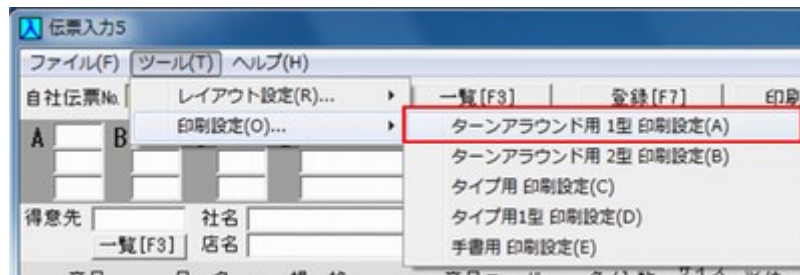 伝票入力5
ファイル(F) ツール(T) ヘルプ(H)
自社伝票No. レイアウト設定(R)... 一覧[F3] 登録[F7] 印刷
印刷設定(O)... ターンアラウンド用 1型 印刷設定(A)
A B
ターンアラウンド用 2型 印刷設定(B)
タイプ用 印刷設定(C)
得意先 社名 タイプ用1型 印刷設定(D)
一覧[F3] 店名 手書用 印刷設定(E)